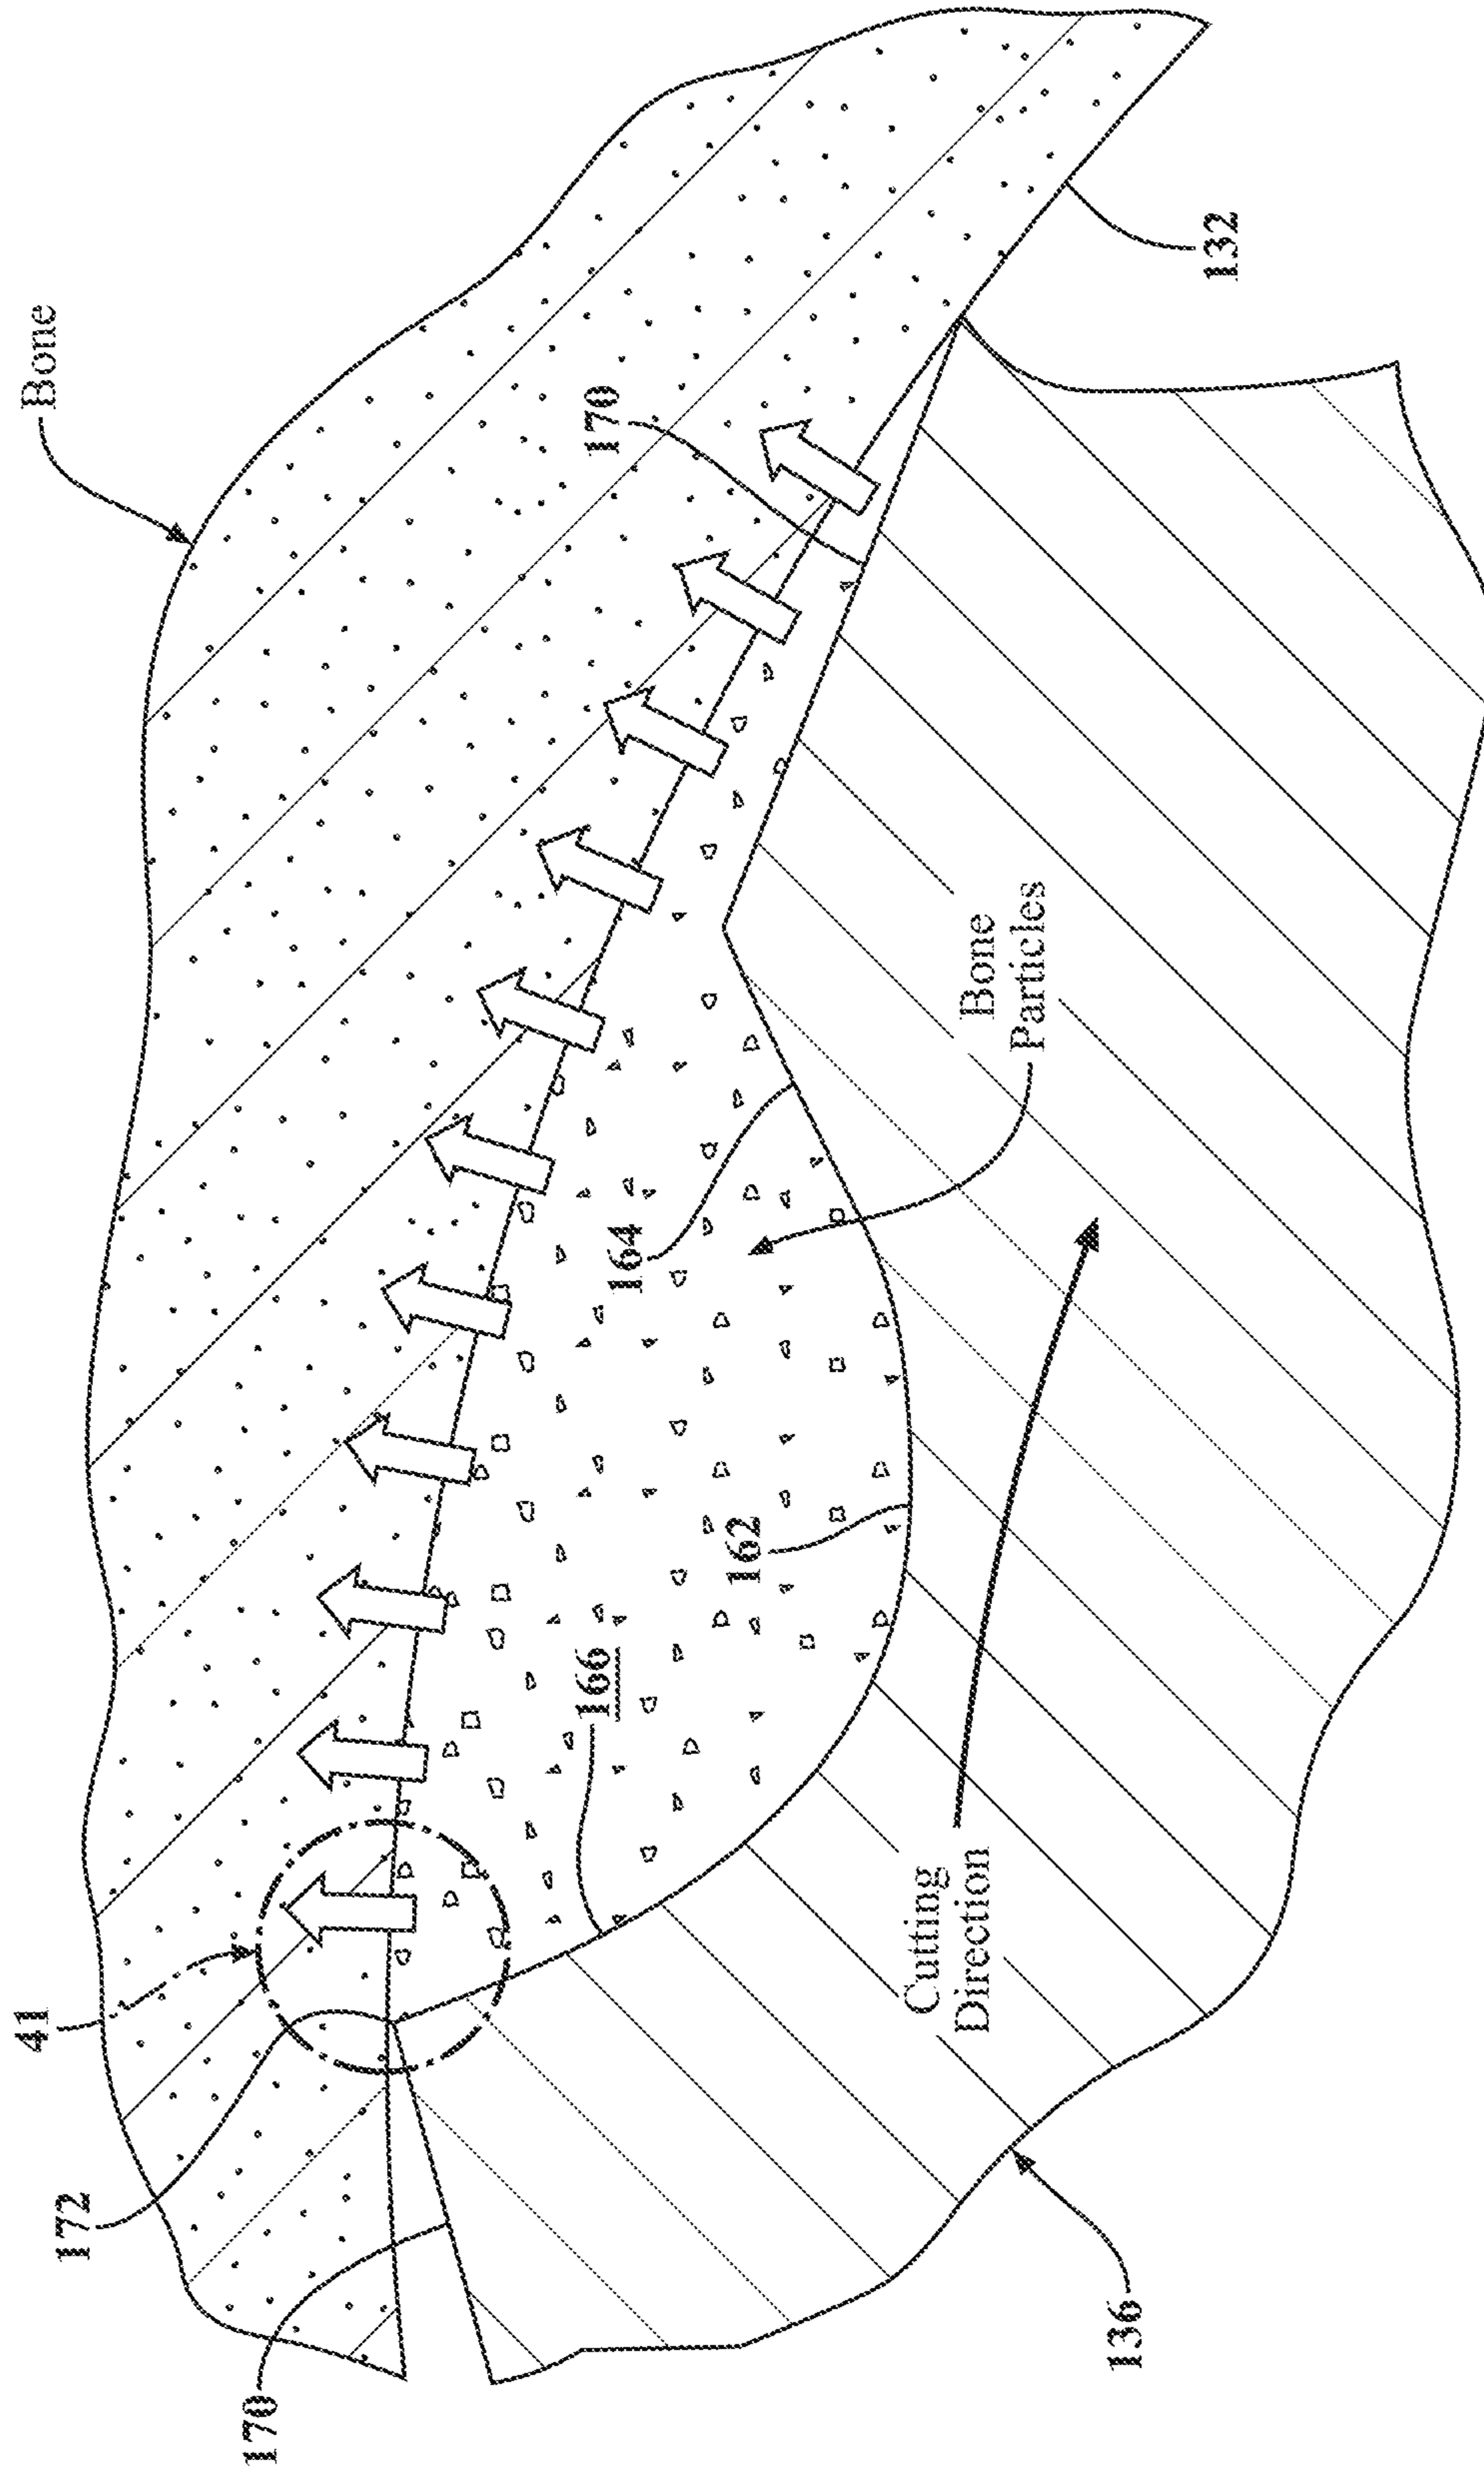 41
Bone
172
170
166
170
164
162
Cutting
Direction
Bone
Particles
136
132